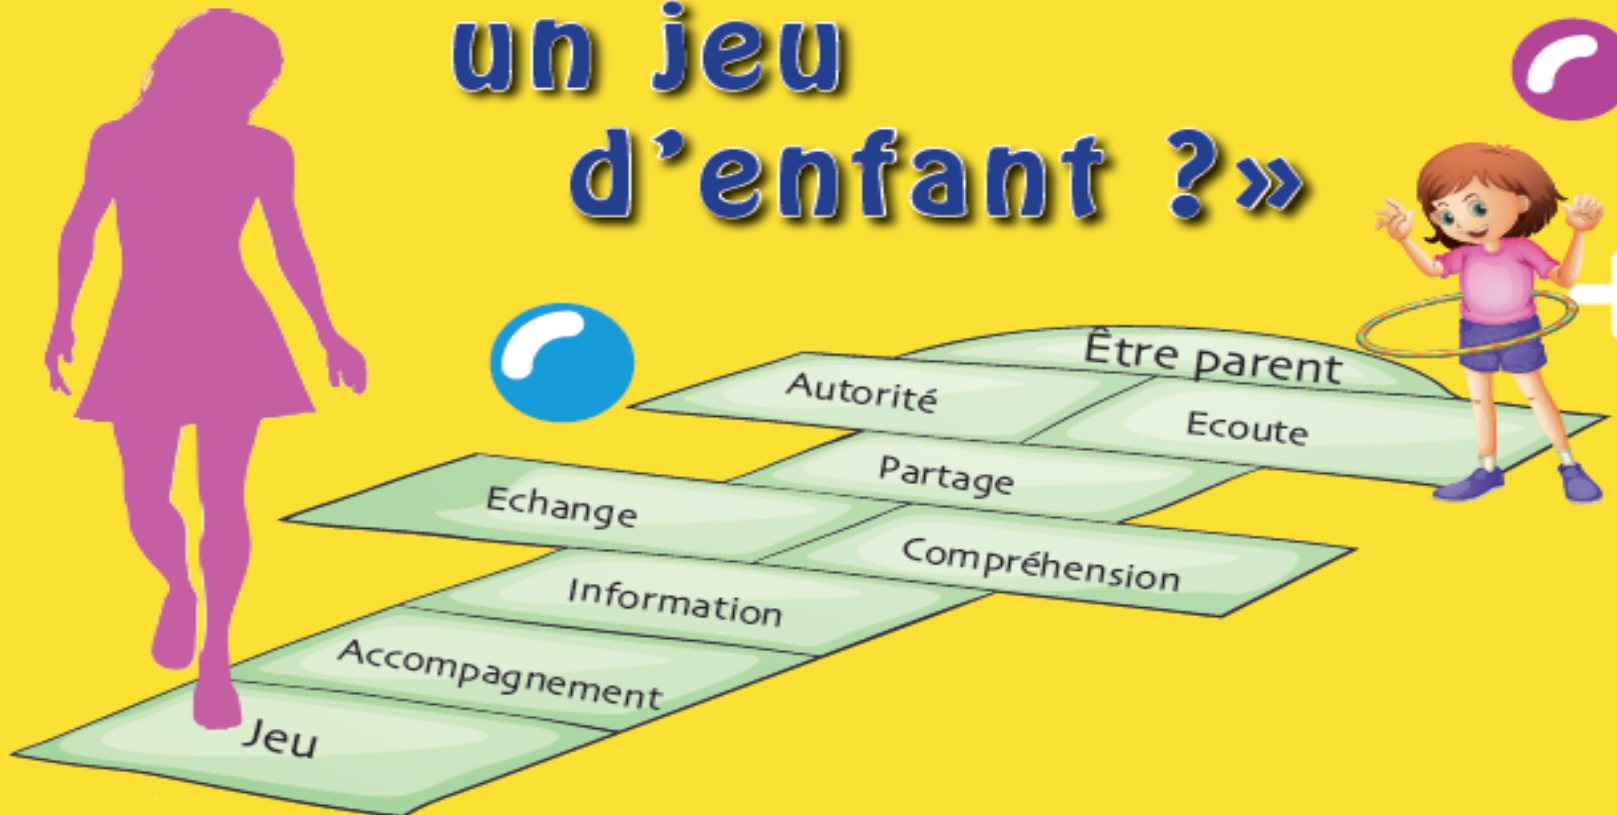 un jeu
d'enfant ?»
Être parent
Autorité
Ecoute
Partage
Echange
Compréhension
Information
Accompagnement
Jeu